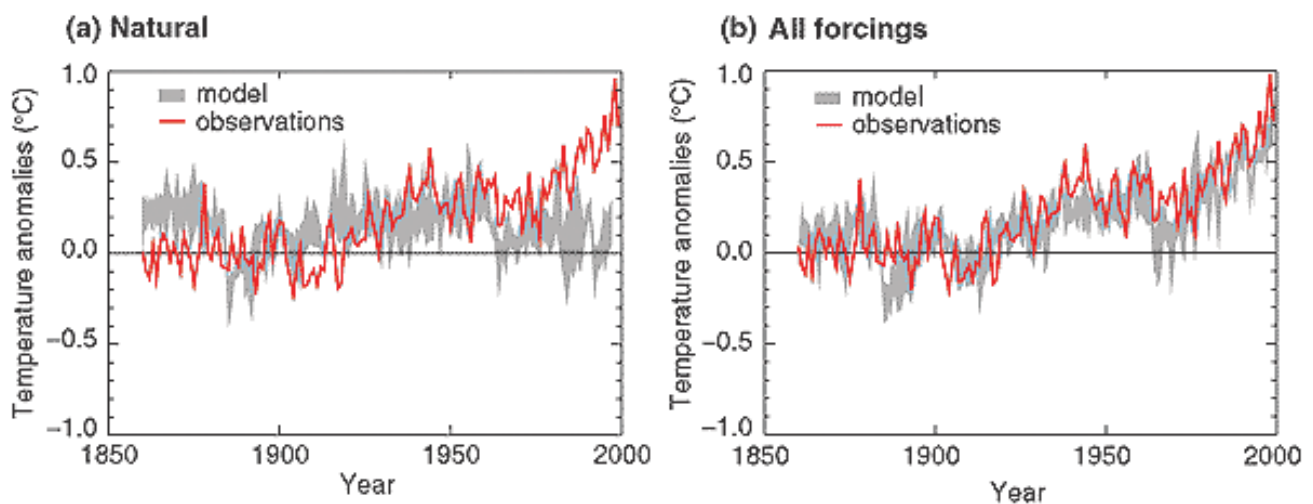 (a) Natural
Temperature anomalies (°C)
1.0
0.5
0.0
−0.5
−1.0
model
observations
1850
1900
1950
2000
Year
(b) All forcings
Temperature anomalies (°C)
1.0
0.5
0.0
−0.5
−1.0
model
observations
1850
1900
1950
2000
Year